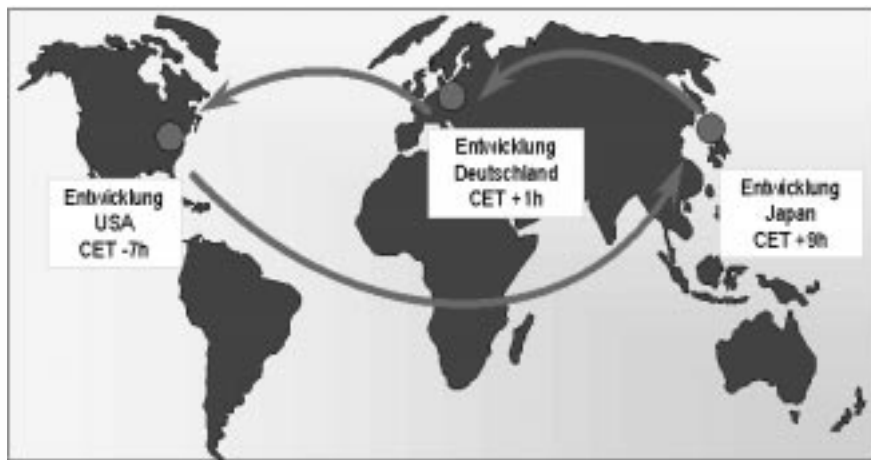 Entwicklung
USA
CET -7h
Entwicklung
Deutschland
CET +1h
Entwicklung
Japan
CET +9h